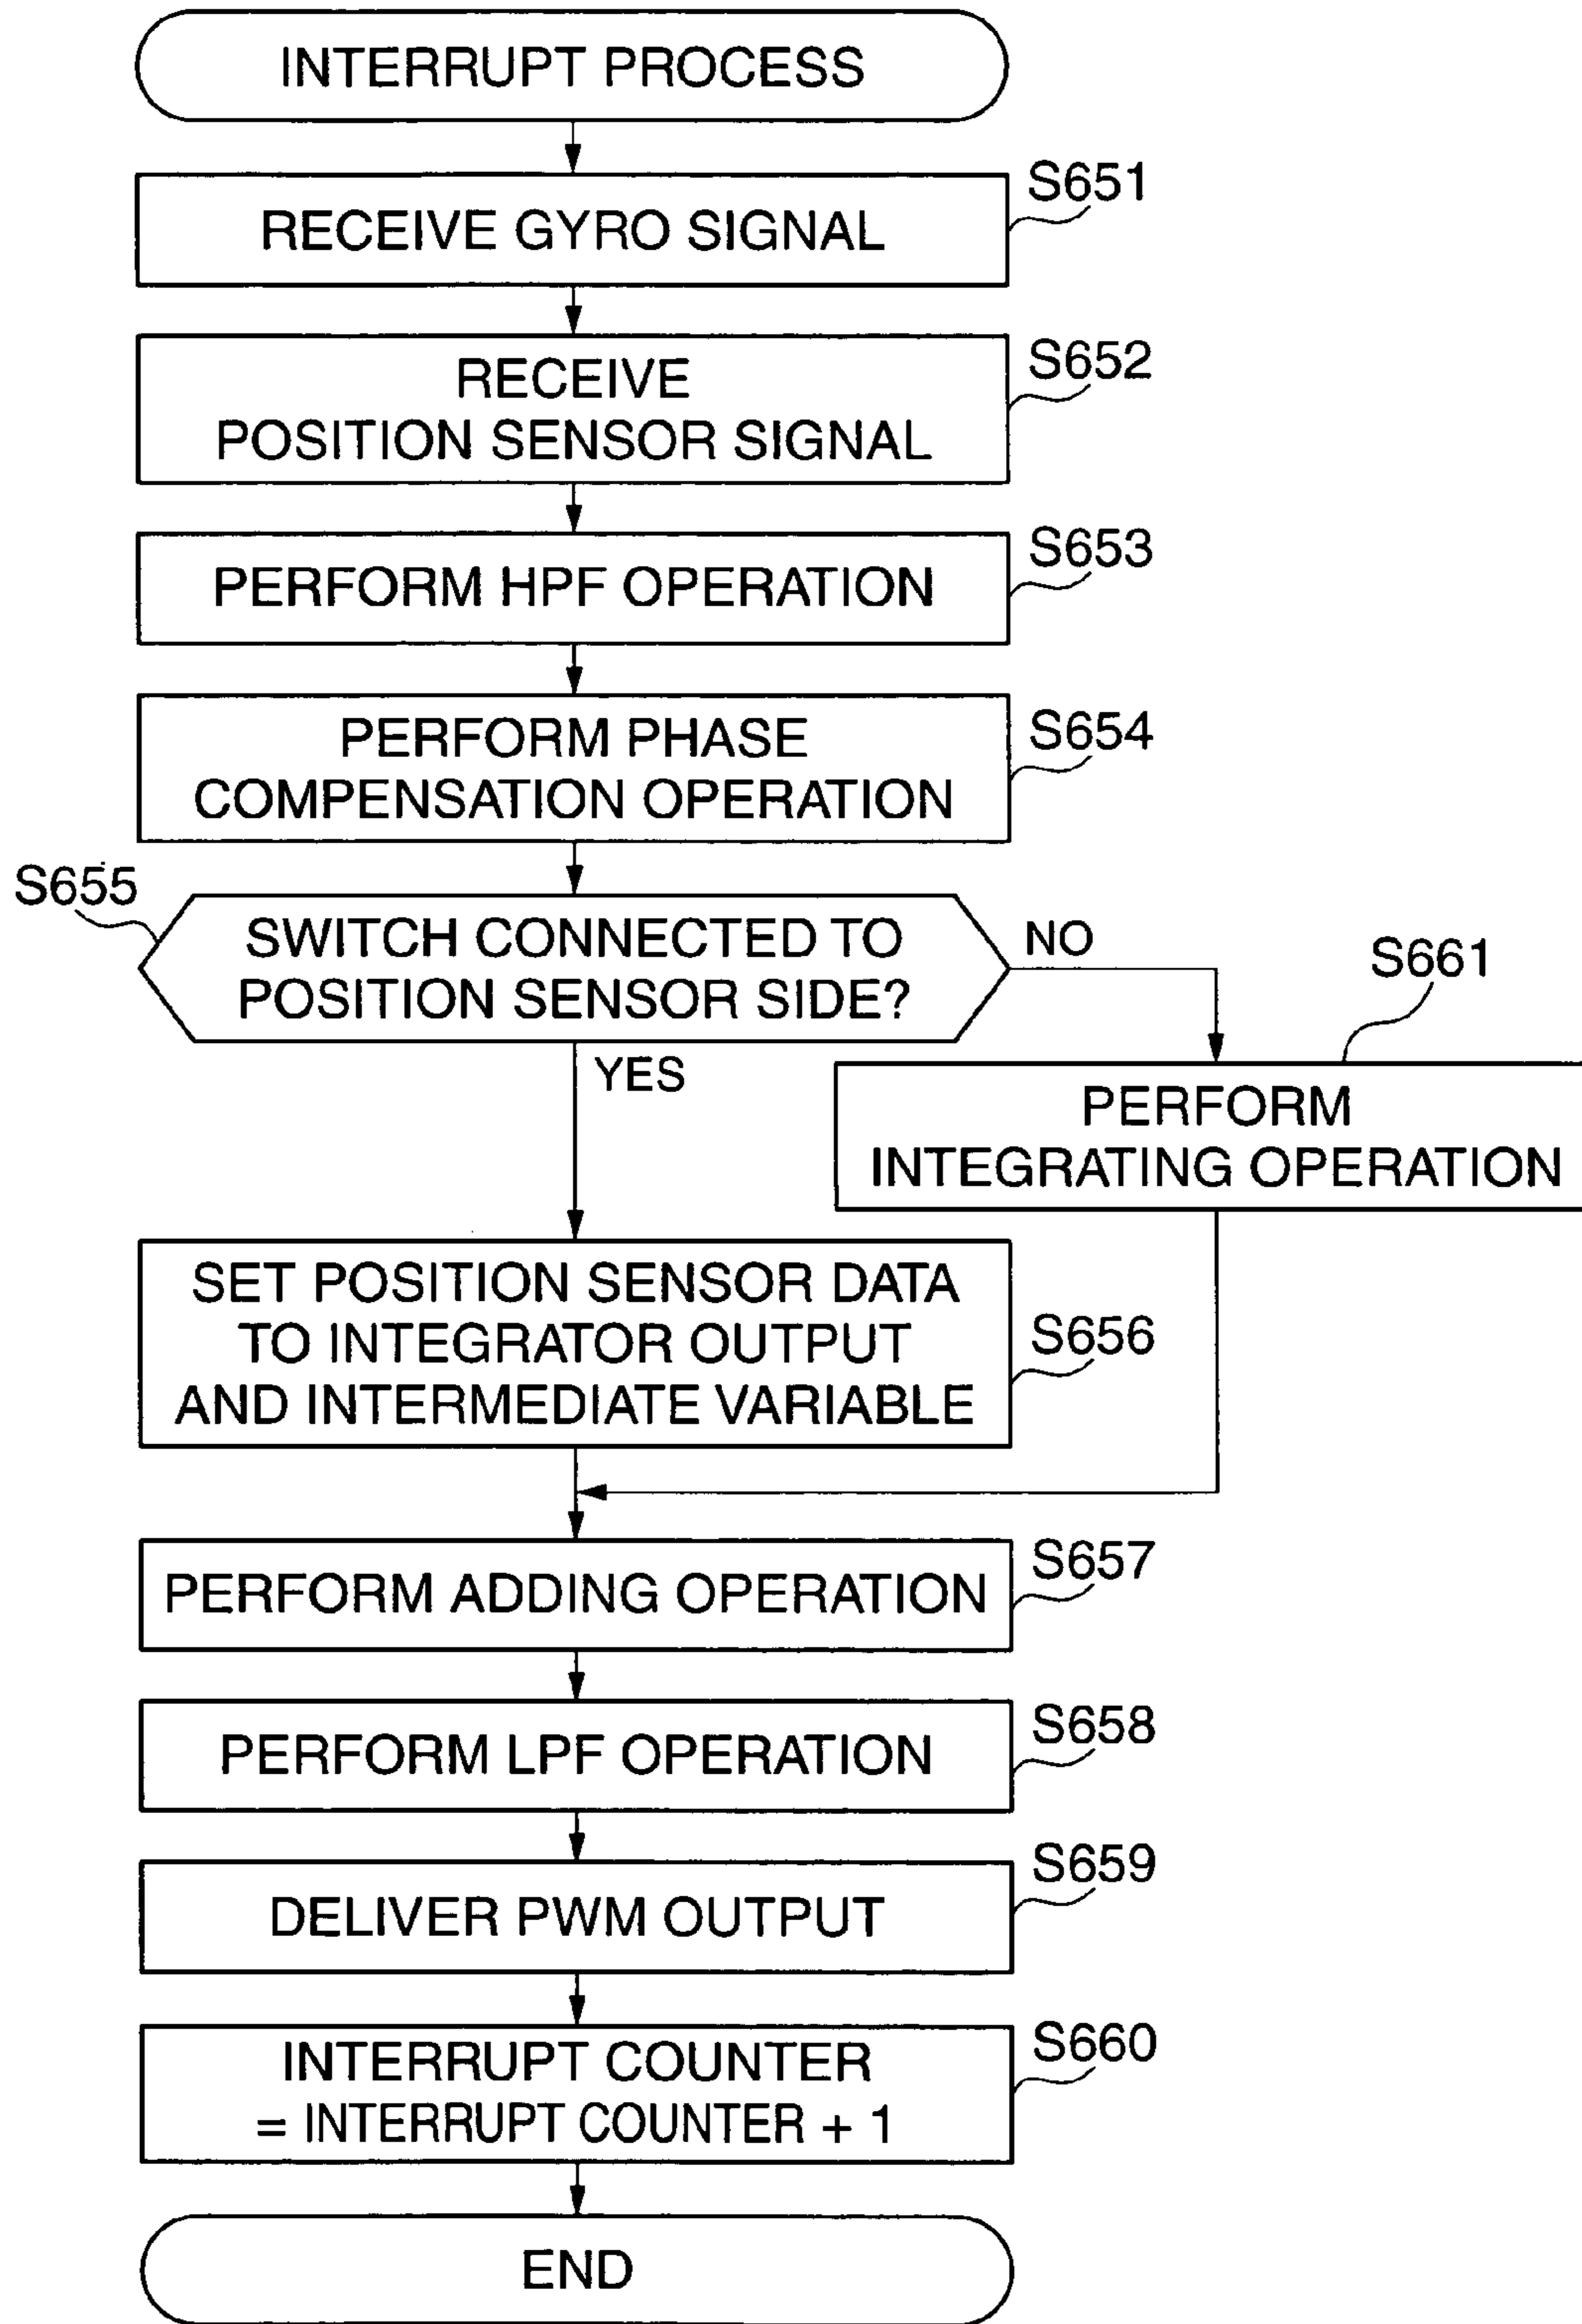 INTERRUPT PROCESS
S651
RECEIVE GYRO SIGNAL
S652
RECEIVE
POSITION SENSOR SIGNAL
S653
PERFORM HPF OPERATION
S654
PERFORM PHASE
COMPENSATION OPERATION
S655
SWITCH CONNECTED TO
POSITION SENSOR SIDE?
NO
YES
S661
PERFORM
INTEGRATING OPERATION
SET POSITION SENSOR DATA
TO INTEGRATOR OUTPUT
AND INTERMEDIATE VARIABLE
S656
S657
PERFORM ADDING OPERATION
S658
PERFORM LPF OPERATION
S659
DELIVER PWM OUTPUT
S660
INTERRUPT COUNTER
= INTERRUPT COUNTER + 1
END